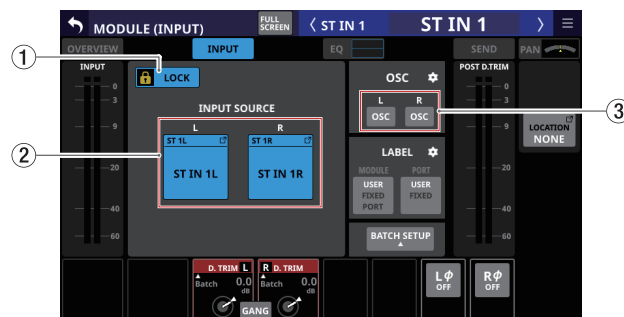 MODULE (INPUT)
FULL
SCREEN
ST IN 1
ST IN 1
OVERVIEW
INPUT
EQ
SEND
PAN
1
LOCK
INPUT
0
3
9
20
40
60
INPUT SOURCE
L
R
ST 1L
ST 1R
ST IN 1L
ST IN 1R
2
OSC
L
R
OSC
OSC
3
LABEL
MODULE
PORT
USER
FIXED
PORT
USER
FIXED
BATCH SETUP
POST D.TRIM
0
3
9
20
40
60
LOCATION
NONE
D. TRIM L
R D. TRIM
Batch 0.0
dB
Batch 0.0
dB
GANG
LΦ
OFF
RΦ
OFF